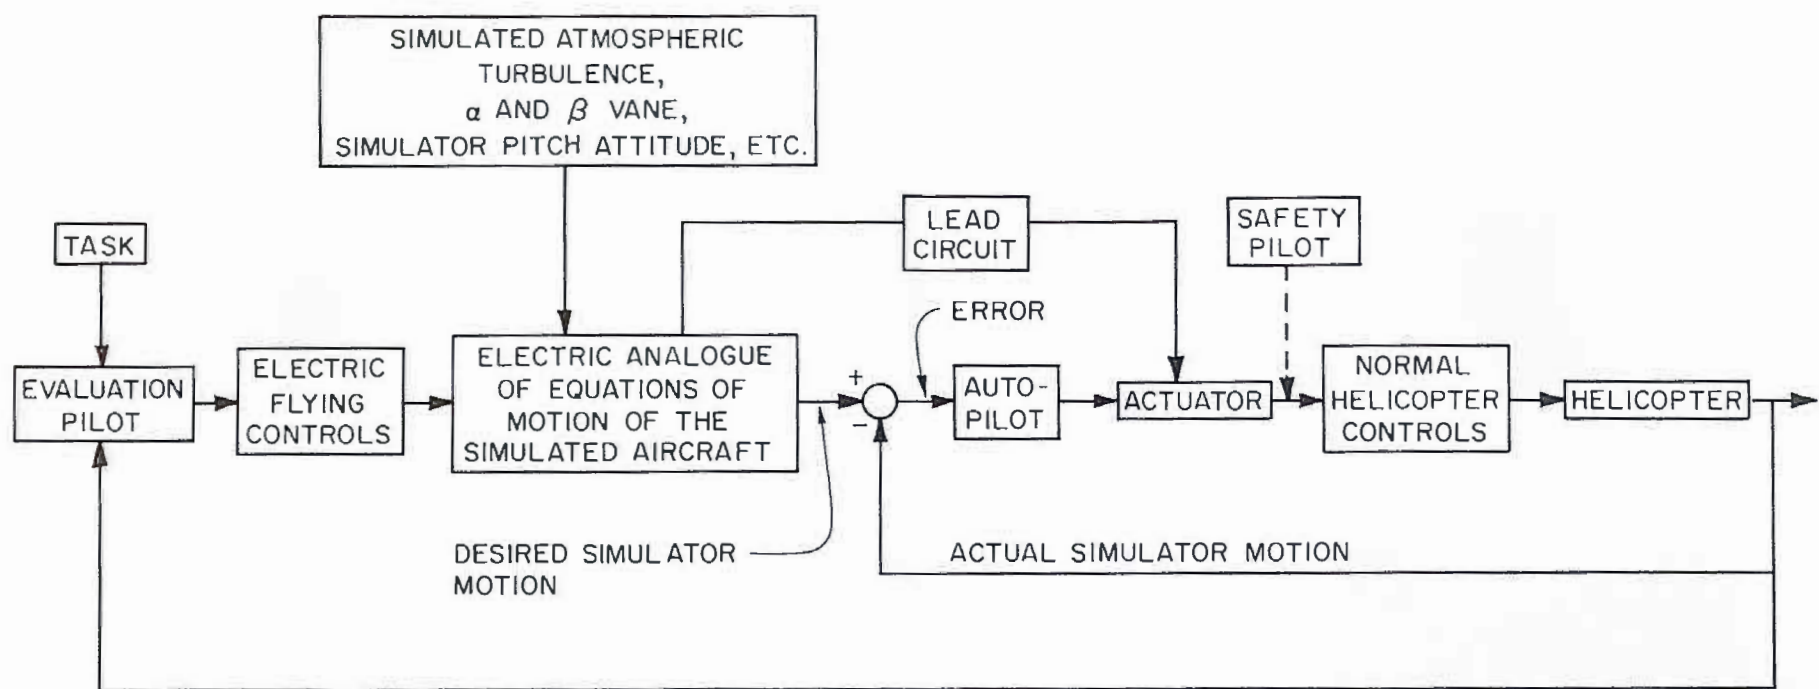 SIMULATED ATMOSPHERIC
TURBULENCE,
α AND β VANE,
SIMULATOR PITCH ATTITUDE, ETC.
TASK
LEAD
CIRCUIT
SAFETY
PILOT
ERROR
EVALUATION
PILOT
ELECTRIC
FLYING
CONTROLS
ELECTRIC ANALOGUE
OF EQUATIONS OF
MOTION OF THE
SIMULATED AIRCRAFT
+
−
AUTO-
PILOT
ACTUATOR
NORMAL
HELICOPTER
CONTROLS
HELICOPTER
DESIRED SIMULATOR
MOTION
ACTUAL SIMULATOR MOTION